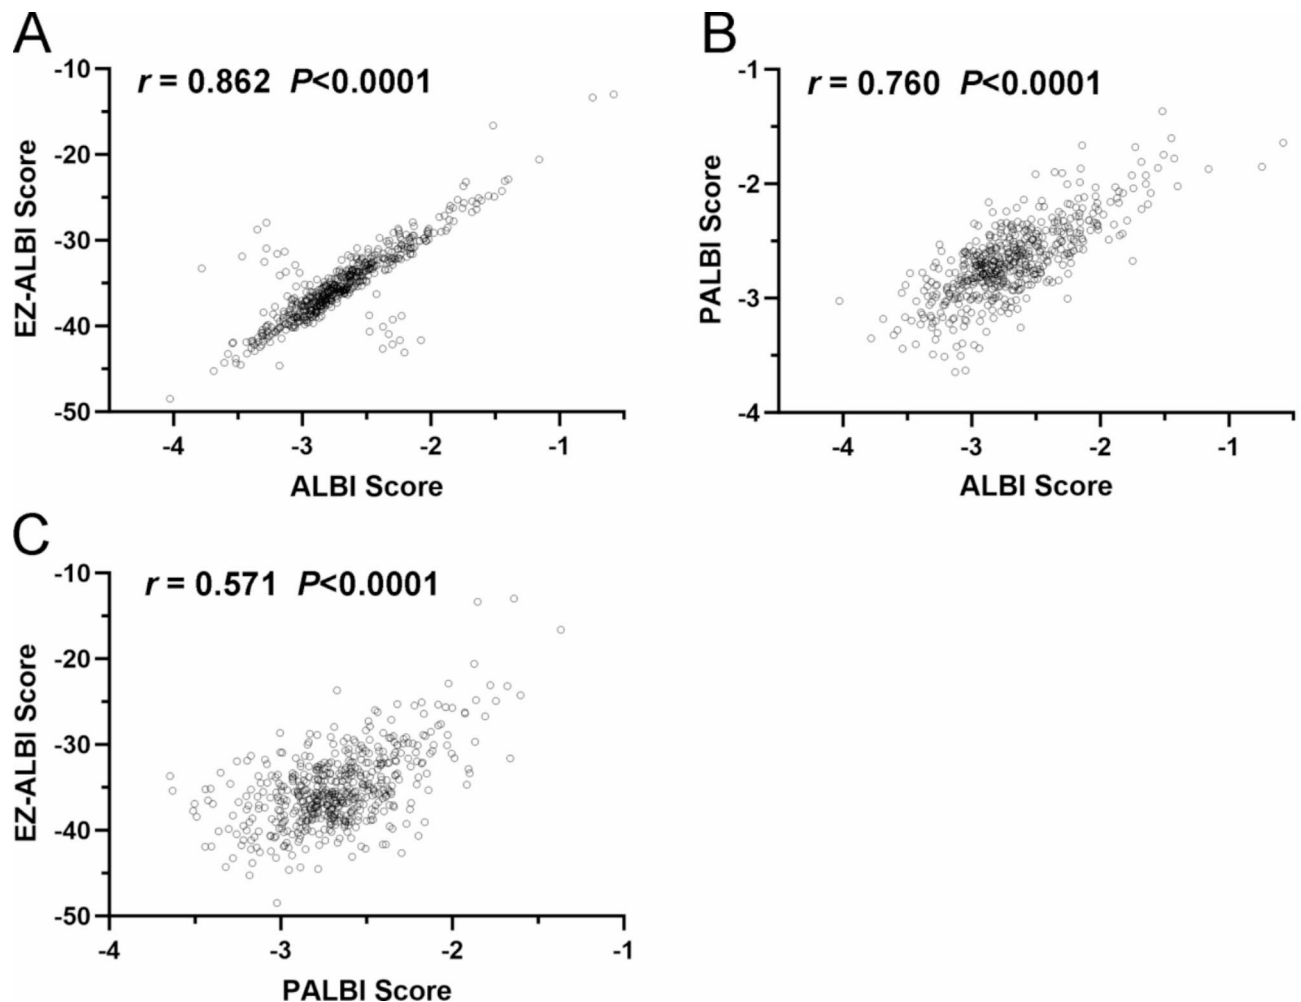 A
r = 0.862 P<0.0001
EZ-ALBI Score
-10
-20
-30
-40
-50
-4
-3
-2
-1
ALBI Score
B
r = 0.760 P<0.0001
PALBI Score
-1
-2
-3
-4
-4
-3
-2
-1
ALBI Score
C
r = 0.571 P<0.0001
EZ-ALBI Score
-10
-20
-30
-40
-50
-4
-3
-2
-1
PALBI Score